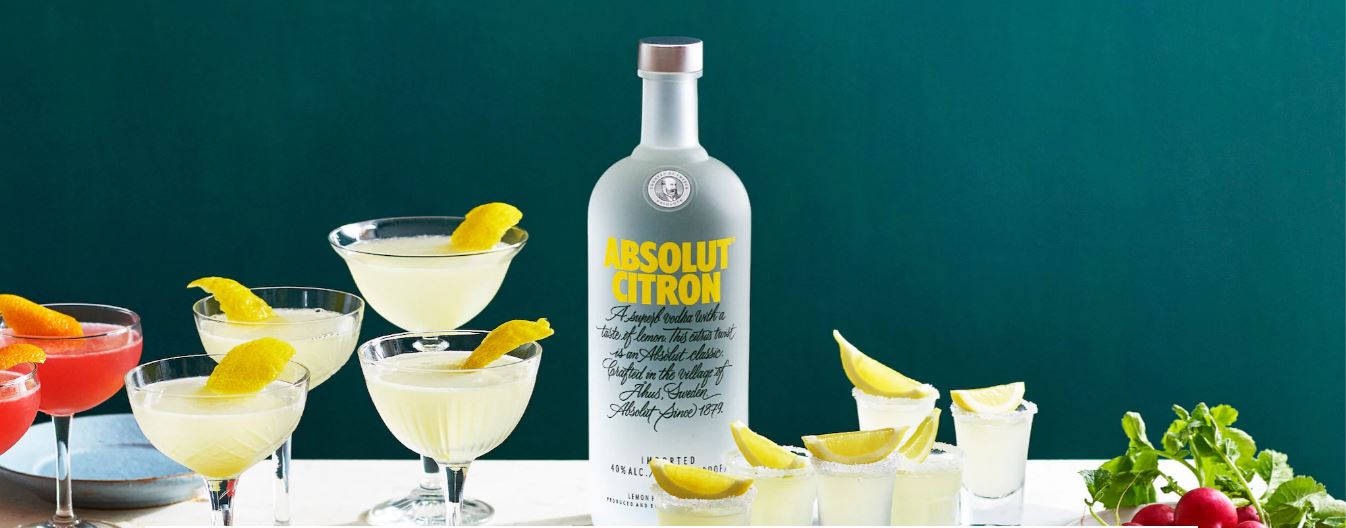 ABSOLUT
CITRON
A superb vodka with a
taste of lemon. This citrus twist
is an Absolut classic.
Crafted in the village of
Åhus, Sweden.
Absolut Since 1879.
40% ALC./
LEMON
PRODUCED AND